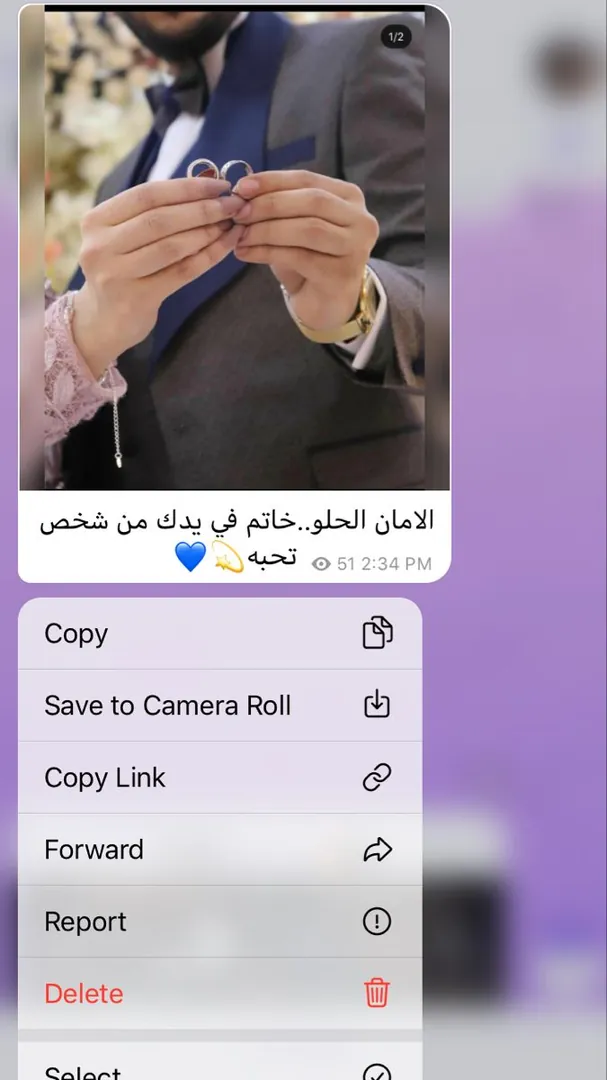 1/2
الامان الحلو..خاتم في يدك من شخص
تحبه💫💙
51 2:34 PM
Copy
Save to Camera Roll
Copy Link
Forward
Report
Delete
Select